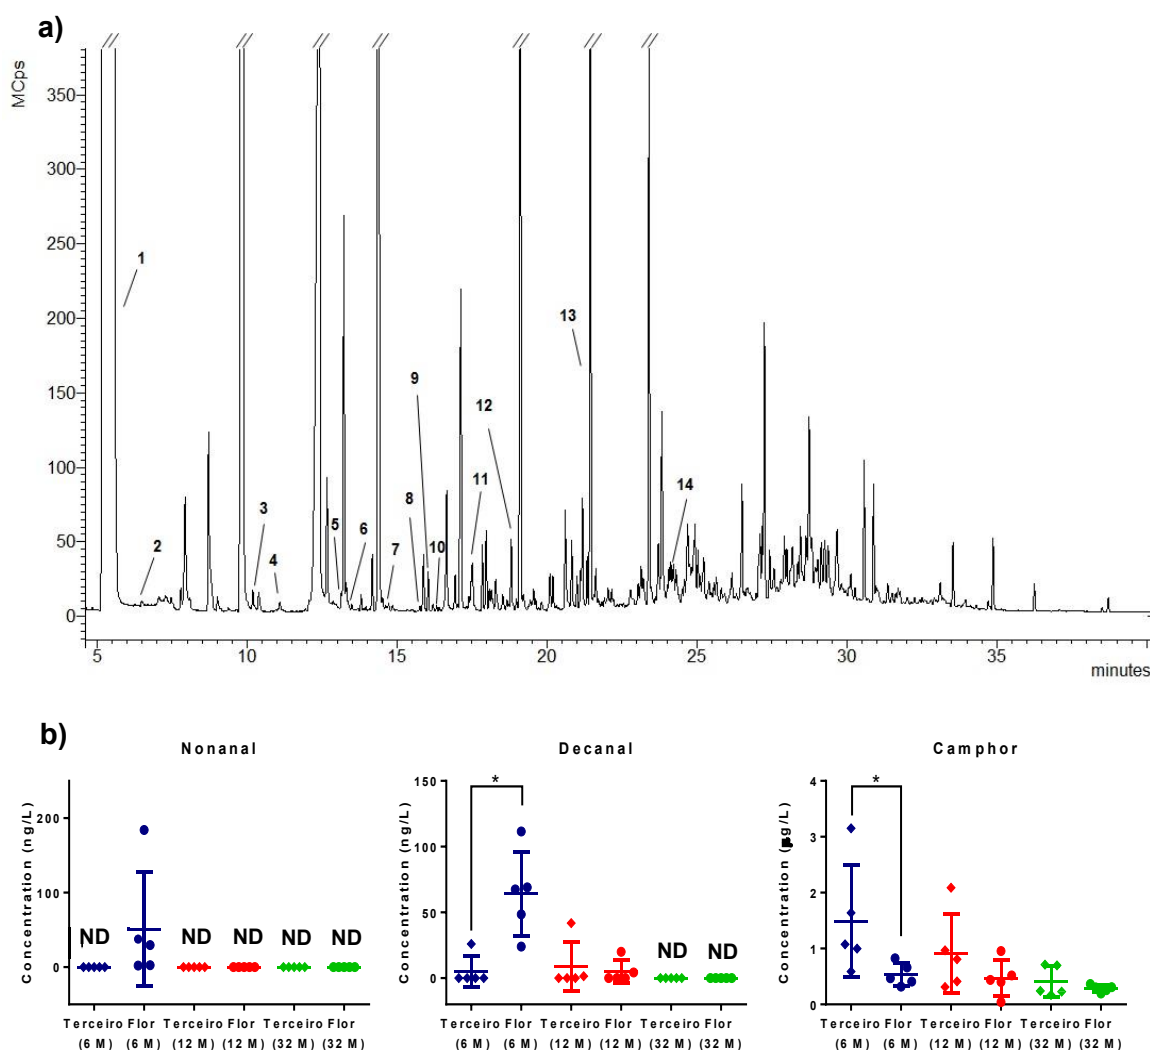 a)
MCps
350
300
250
200
150
100
50
0
1
2
3
4
5
6
7
8
9
10
11
12
13
14
5 10 15 20 25 30 35
minutes
b)
Nonanal
Concentration (ng/L)
200
100
0
ND ND ND ND ND
Terceiro Flor Terceiro Flor Terceiro Flor
(6 M) (6 M) (12 M) (12 M) (32 M) (32 M)
Decanal
Concentration (ng/L)
150
100
50
0
*
ND ND
Terceiro Flor Terceiro Flor Terceiro Flor
(6 M) (6 M) (12 M) (12 M) (32 M) (32 M)
Camphor
Concentration ( g/L)
4
3
2
1
0
*
Terceiro Flor Terceiro Flor Terceiro Flor
(6 M) (6 M) (12 M) (12 M) (32 M) (32 M)